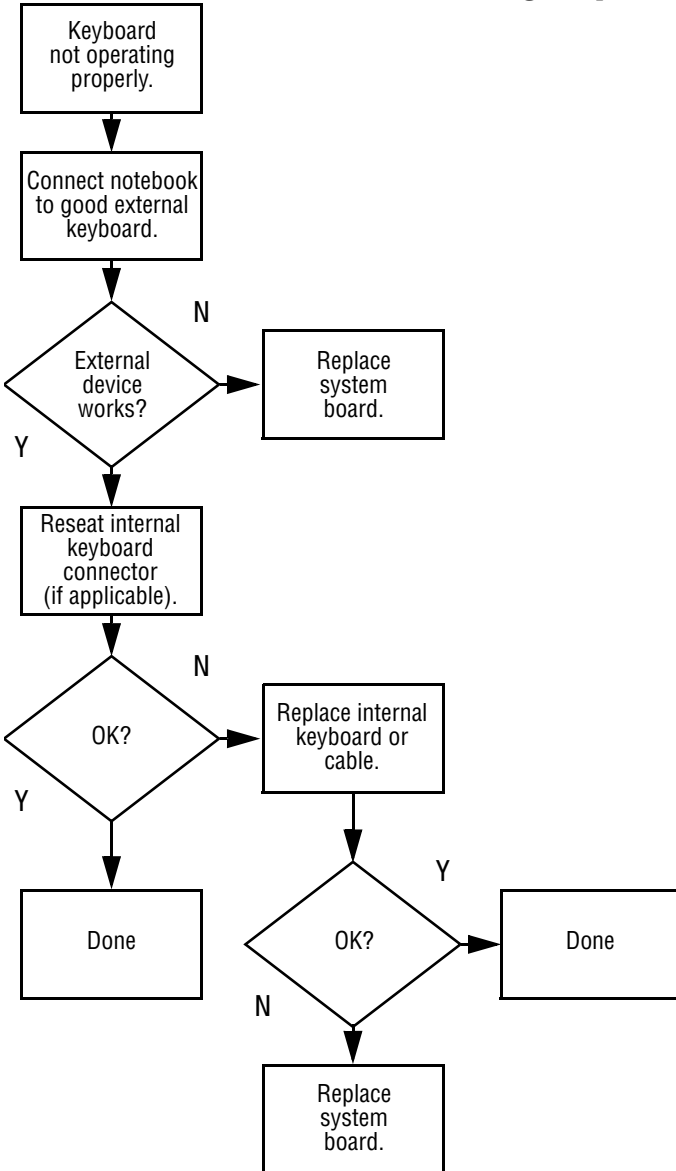 Keyboard
not operating
properly.
Connect notebook
to good external
keyboard.
N
External
device
works?
Replace
system
board.
Y
Reseat internal
keyboard
connector
(if applicable).
N
OK?
Replace internal
keyboard or
cable.
Y
Y
Done
OK?
Done
N
Replace
system
board.